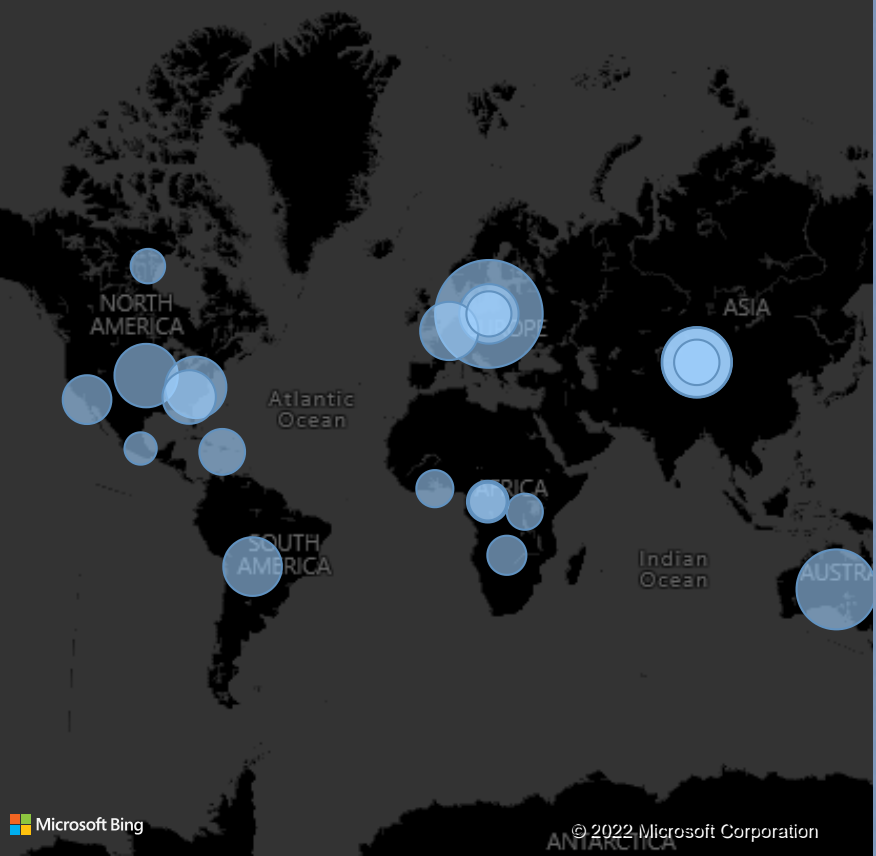 NORTH
AMERICA
ASIA
EUROPE
Atlantic
Ocean
AFRICA
SOUTH
AMERICA
Indian
Ocean
AUSTRA
Microsoft Bing
© 2022 Microsoft Corporation
ANTARCTICA